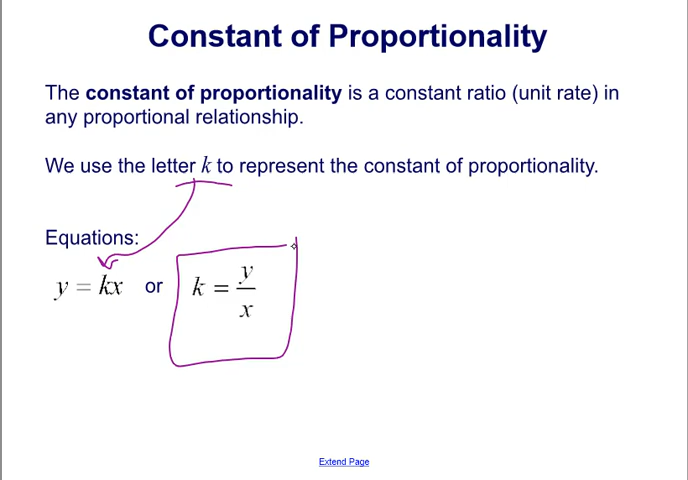 Constant of Proportionality
The constant of proportionality is a constant ratio (unit rate) in
any proportional relationship.
We use the letter k to represent the constant of proportionality.
Equations:
y = kx or k = y/x
Extend Page